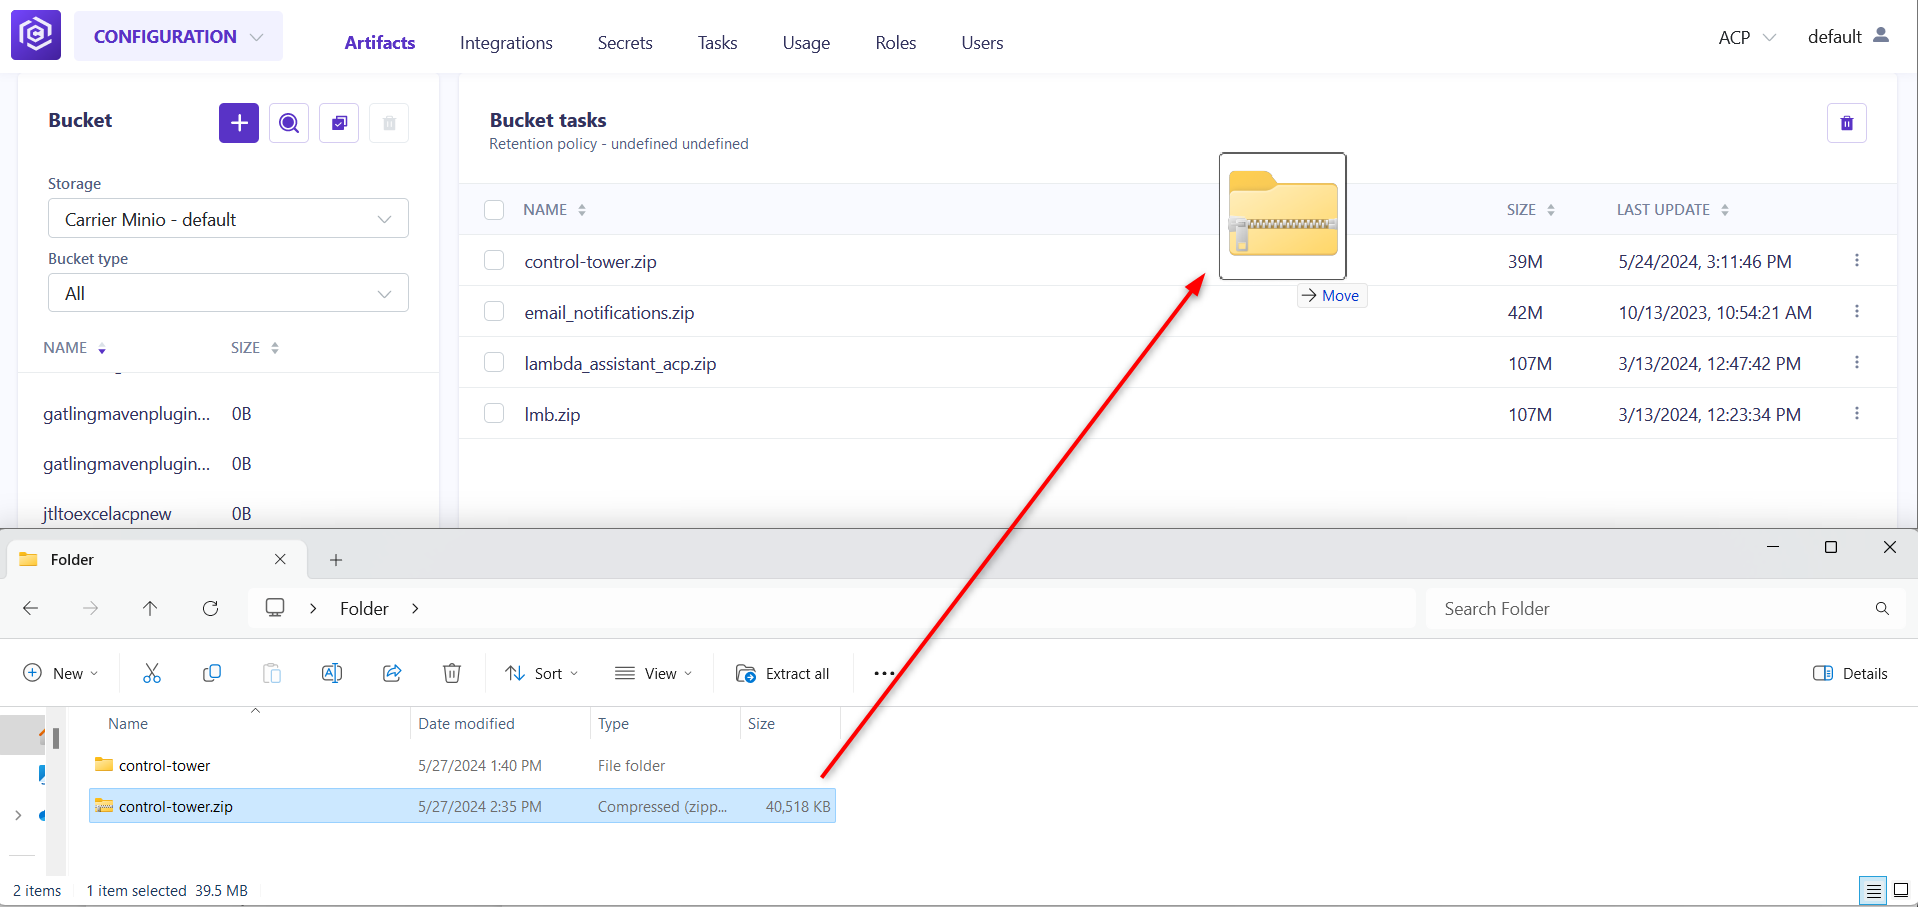 CONFIGURATION
Artifacts
Integrations
Secrets
Tasks
Usage
Roles
Users
ACP
default
Bucket
Storage
Carrier Minio - default
Bucket type
All
NAME
SIZE
gatlingmavenplugin... 0B
gatlingmavenplugin... 0B
jtltoexcelacpnew 0B
Bucket tasks
Retention policy - undefined undefined
NAME
SIZE
LAST UPDATE
control-tower.zip 39M 5/24/2024, 3:11:46 PM
Move
email_notifications.zip 42M 10/13/2023, 10:54:21 AM
lambda_assistant_acp.zip 107M 3/13/2024, 12:47:42 PM
lmb.zip 107M 3/13/2024, 12:23:34 PM
Folder
Folder
Search Folder
New
Sort
View
Extract all
Details
Name Date modified Type Size
control-tower 5/27/2024 1:40 PM File folder
control-tower.zip 5/27/2024 2:35 PM Compressed (zipp... 40,518 KB
2 items 1 item selected 39.5 MB